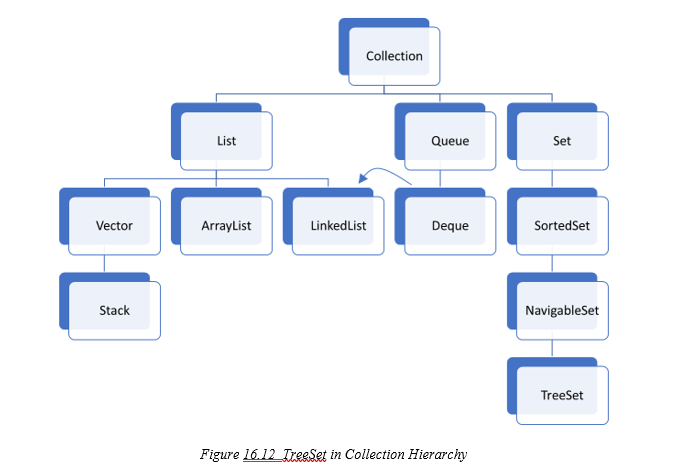 Collection
List
Queue
Set
Vector
ArrayList
LinkedList
Deque
SortedSet
Stack
NavigableSet
TreeSet
Figure 16.12 TreeSet in Collection Hierarchy